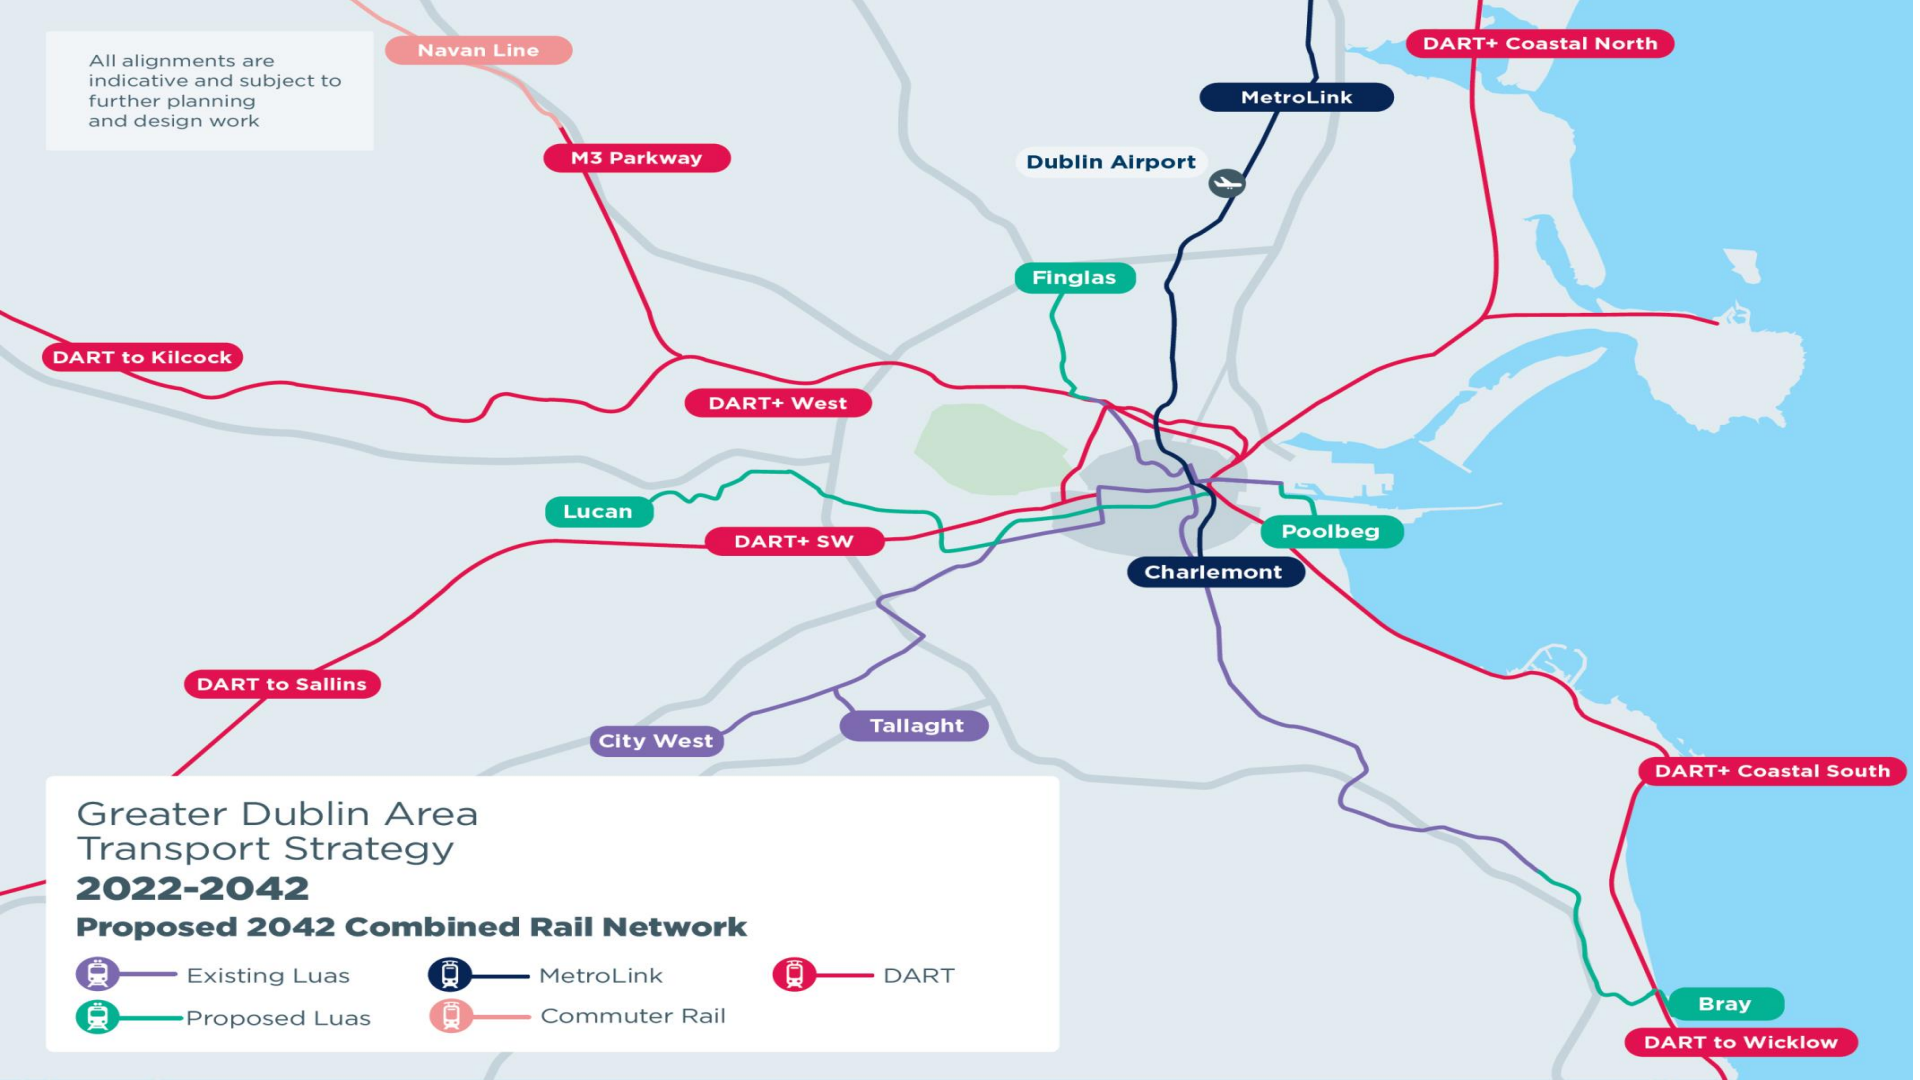 All alignments are
indicative and subject to
further planning
and design work
Navan Line
DART+ Coastal North
MetroLink
M3 Parkway
Dublin Airport
Finglas
DART to Kilcock
DART+ West
Lucan
DART+ SW
Poolbeg
Charlemont
DART to Sallins
City West
Tallaght
DART+ Coastal South
Greater Dublin Area
Transport Strategy
2022-2042
Proposed 2042 Combined Rail Network
Existing Luas
MetroLink
DART
Proposed Luas
Commuter Rail
Bray
DART to Wicklow